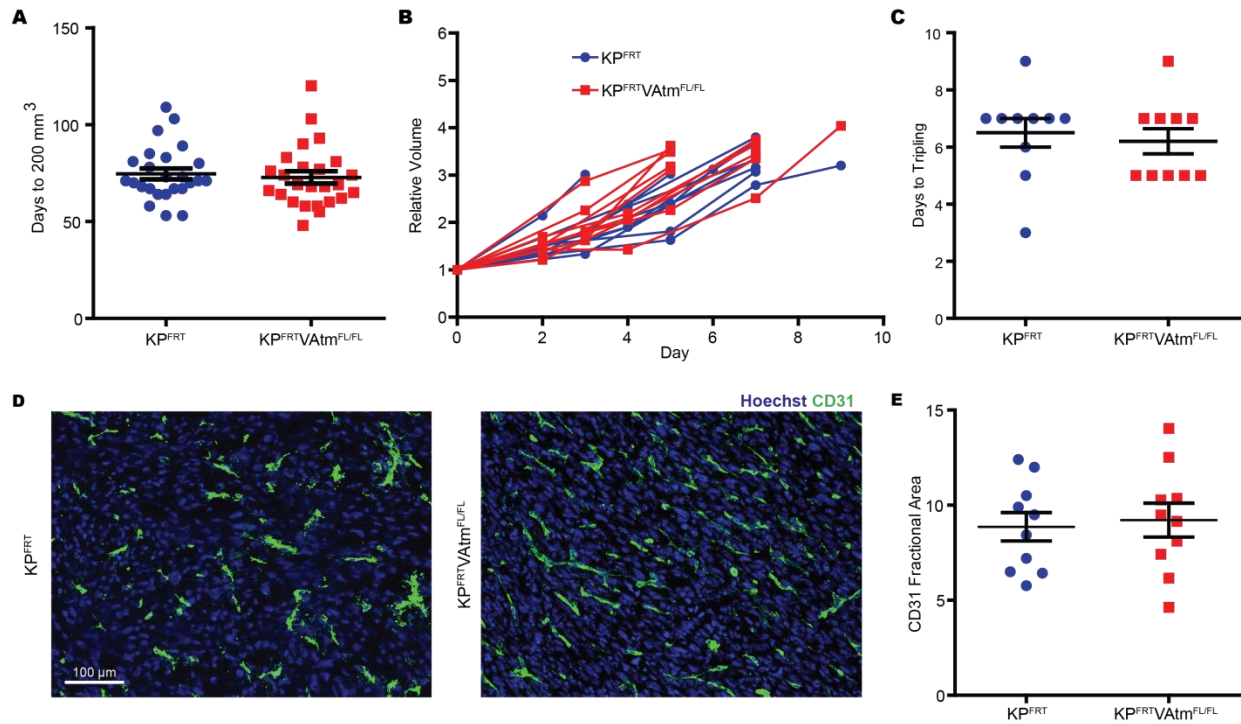 A
Days to 200 mm³
150
100
50
0
KPᶠᴿᵀ
KPᶠᴿᵀVAtmᶠᴸ/ᶠᴸ
B
Relative Volume
6
5
4
3
2
1
0
0 2 4 6 8 10
Day
KPᶠᴿᵀ
KPᶠᴿᵀVAtmᶠᴸ/ᶠᴸ
C
Days to Tripling
10
8
6
4
2
0
KPᶠᴿᵀ
KPᶠᴿᵀVAtmᶠᴸ/ᶠᴸ
D
Hoechst CD31
KPᶠᴿᵀ
100 µm
KPᶠᴿᵀVAtmᶠᴸ/ᶠᴸ
E
CD31 Fractional Area
15
10
5
0
KPᶠᴿᵀ
KPᶠᴿᵀVAtmᶠᴸ/ᶠᴸ